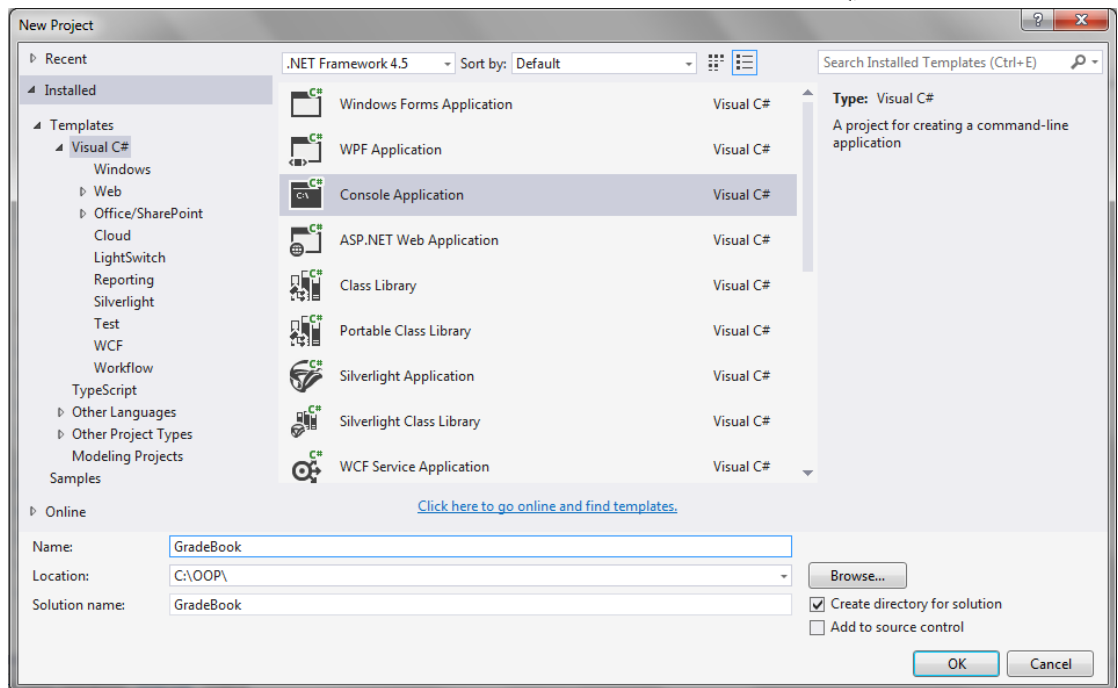 New Project
Recent
Installed
Templates
Visual C#
Windows
Web
Office/SharePoint
Cloud
LightSwitch
Reporting
Silverlight
Test
WCF
Workflow
TypeScript
Other Languages
Other Project Types
Modeling Projects
Samples
Online
.NET Framework 4.5 Sort by: Default
Windows Forms Application Visual C#
WPF Application Visual C#
Console Application Visual C#
ASP.NET Web Application Visual C#
Class Library Visual C#
Portable Class Library Visual C#
Silverlight Application Visual C#
Silverlight Class Library Visual C#
WCF Service Application Visual C#
Click here to go online and find templates.
Search Installed Templates (Ctrl+E)
Type: Visual C#
A project for creating a command-line
application
Name: GradeBook
Location: C:\OOP\ Browse...
Solution name: GradeBook
Create directory for solution
Add to source control
OK Cancel